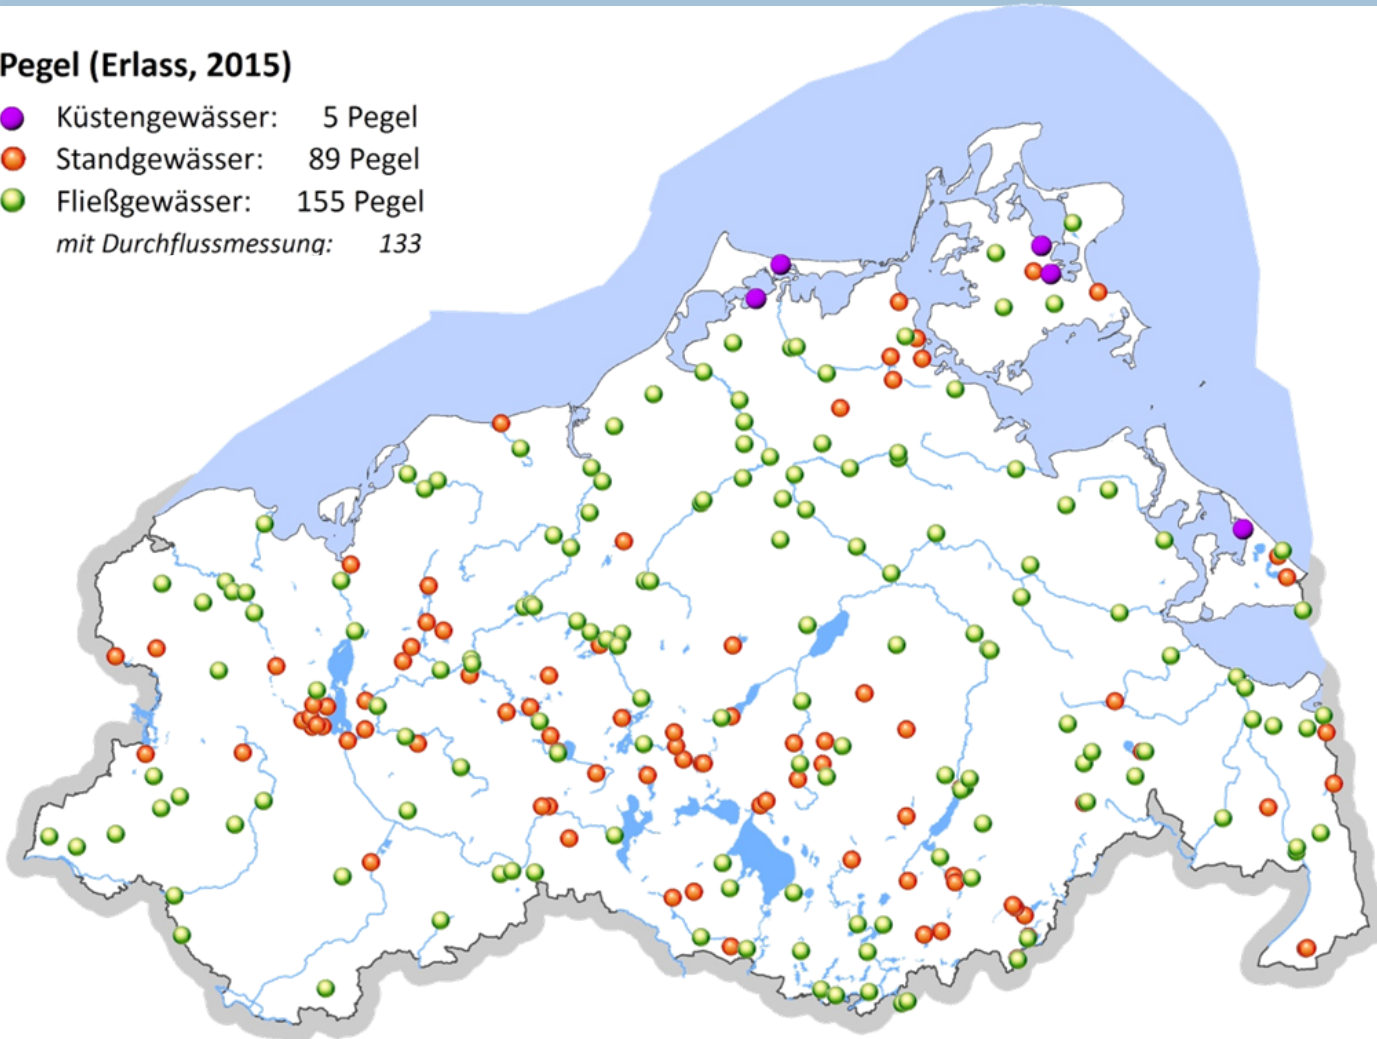 Pegel (Erlass, 2015)
Küstengewässer: 5 Pegel
Standgewässer: 89 Pegel
Fließgewässer: 155 Pegel
mit Durchflussmessung: 133